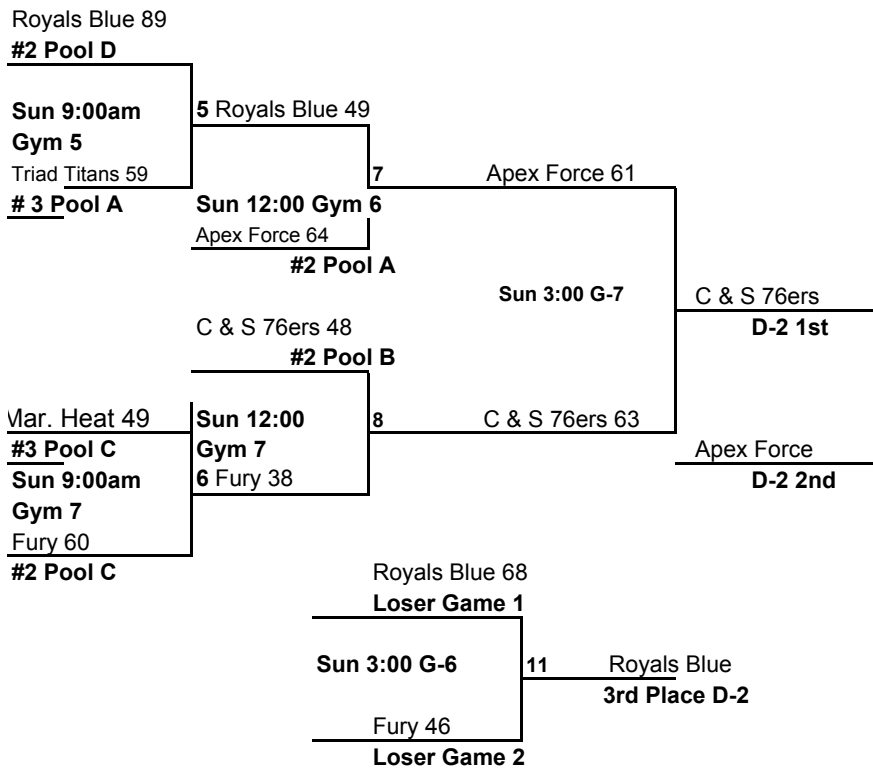 Royals Blue 89
#2 Pool D
Sun 9:00am
Gym 5
5 Royals Blue 49
Triad Titans 59
# 3 Pool A
7
Apex Force 61
Sun 12:00 Gym 6
Apex Force 64
#2 Pool A
Sun 3:00 G-7
C & S 76ers
D-2 1st
C & S 76ers 48
#2 Pool B
Mar. Heat 49
#3 Pool C
Sun 12:00
Gym 7
8
C & S 76ers 63
Sun 9:00am
Gym 7
6 Fury 38
Apex Force
D-2 2nd
Fury 60
#2 Pool C
Royals Blue 68
Loser Game 1
Sun 3:00 G-6
11
Royals Blue
3rd Place D-2
Fury 46
Loser Game 2